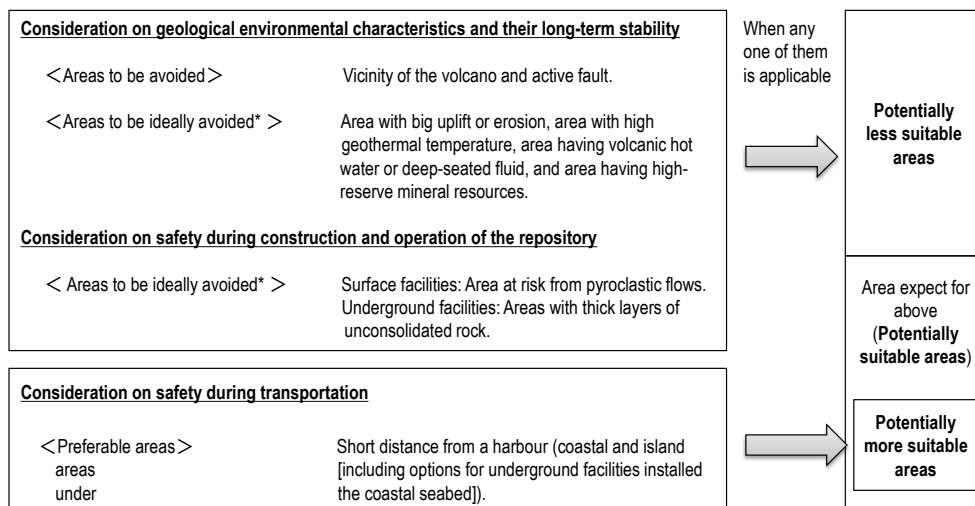 Consideration on geological environmental characteristics and their long-term stability
＜Areas to be avoided＞ Vicinity of the volcano and active fault.
＜Areas to be ideally avoided* ＞ Area with big uplift or erosion, area with high
geothermal temperature, area having volcanic hot
water or deep-seated fluid, and area having high-
reserve mineral resources.
Consideration on safety during construction and operation of the repository
＜ Areas to be ideally avoided* ＞ Surface facilities: Area at risk from pyroclastic flows.
Underground facilities: Areas with thick layers of
unconsolidated rock.
Consideration on safety during transportation
＜Preferable areas＞ Short distance from a harbour (coastal and island
areas [including options for underground facilities installed
under the coastal seabed]).
When any
one of them
is applicable
Potentially
less suitable
areas
Area expect for
above
(Potentially
suitable areas)
Potentially
more suitable
areas